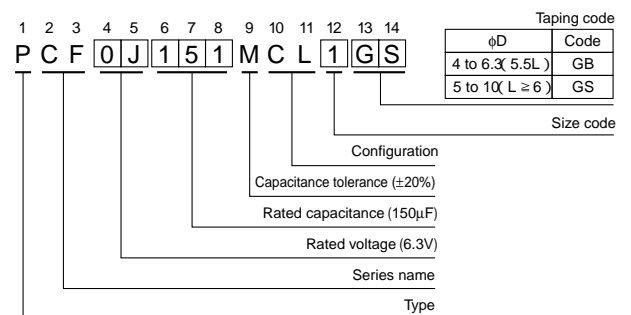 Taping code
1 2 3 4 5 6 7 8 9 10 11 12 13 14
P C F 0 J 1 5 1 M C L 1 G S
φD Code
4 to 6.3( 5.5L ) GB
5 to 10( L ≧ 6 ) GS
Size code
Configuration
Capacitance tolerance (±20%)
Rated capacitance (150μF)
Rated voltage (6.3V)
Series name
Type